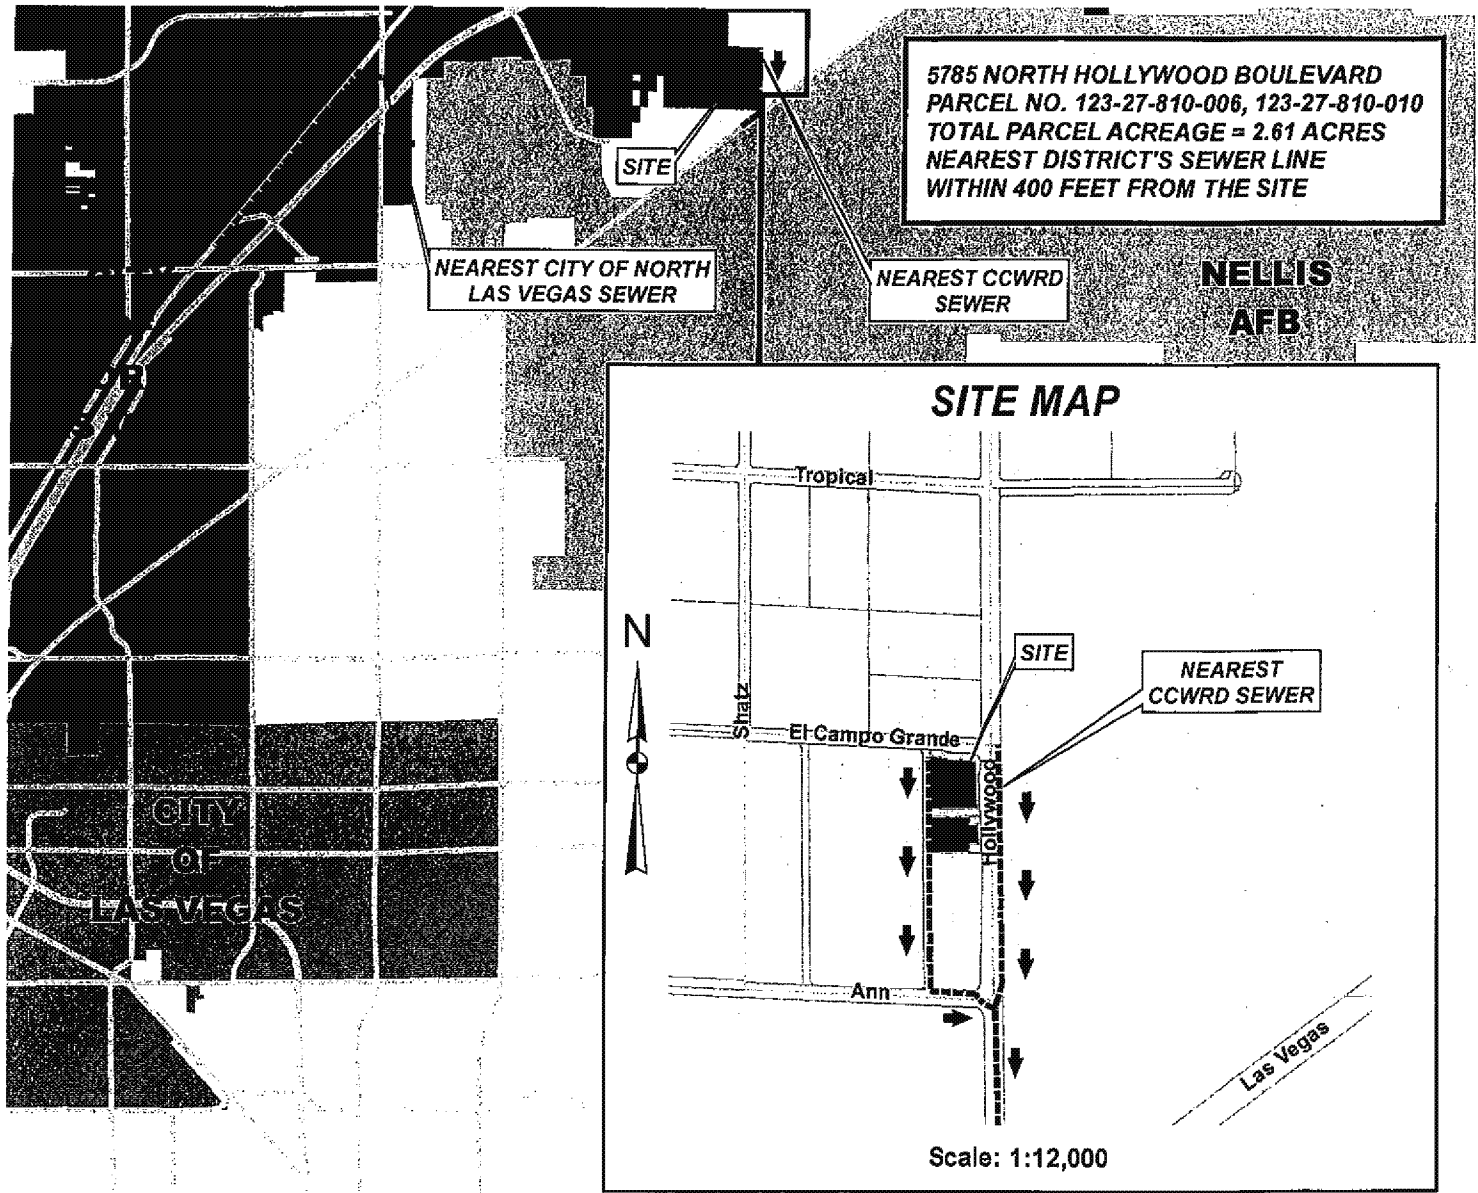 5785 NORTH HOLLYWOOD BOULEVARD
PARCEL NO. 123-27-810-006, 123-27-810-010
TOTAL PARCEL ACREAGE = 2.61 ACRES
NEAREST DISTRICT'S SEWER LINE
WITHIN 400 FEET FROM THE SITE
SITE
NEAREST CITY OF NORTH
LAS VEGAS SEWER
NEAREST CCWRD
SEWER
NELLIS
AFB
SITE MAP
Tropical
N
SITE
NEAREST
CCWRD SEWER
Shatz
El Campo Grande
Hollywood
CITY
OF
LAS VEGAS
Ann
Las Vegas
Scale: 1:12,000